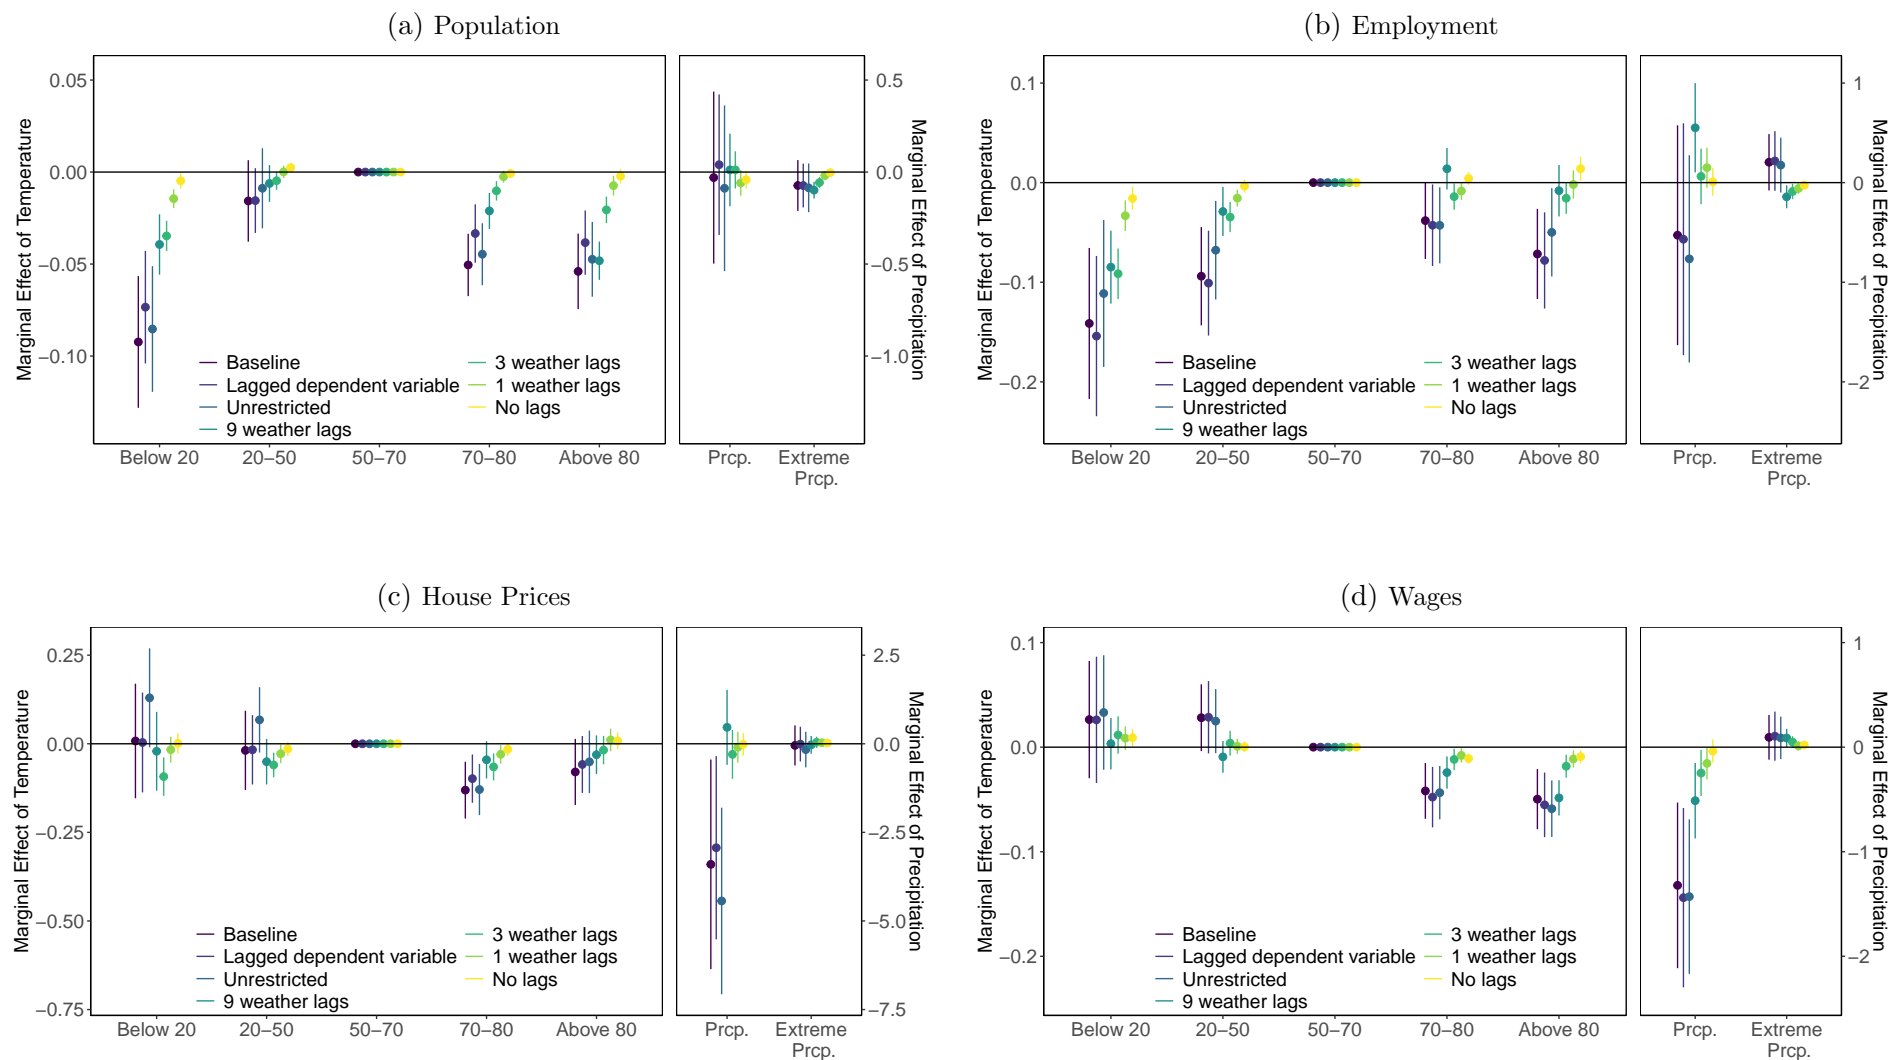 (a) Population
0.05
0.00
−0.05
−0.10
Marginal Effect of Temperature
Baseline
Lagged dependent variable
Unrestricted
9 weather lags
3 weather lags
1 weather lags
No lags
Below 20
20−50
50−70
70−80
Above 80
0.5
0.0
−0.5
−1.0
Marginal Effect of Precipitation
Prcp.
Extreme
Prcp.
(b) Employment
0.1
0.0
−0.1
−0.2
Marginal Effect of Temperature
Baseline
Lagged dependent variable
Unrestricted
9 weather lags
3 weather lags
1 weather lags
No lags
Below 20
20−50
50−70
70−80
Above 80
1
0
−1
−2
Marginal Effect of Precipitation
Prcp.
Extreme
Prcp.
(c) House Prices
0.25
0.00
−0.25
−0.50
−0.75
Marginal Effect of Temperature
Baseline
Lagged dependent variable
Unrestricted
9 weather lags
3 weather lags
1 weather lags
No lags
Below 20
20−50
50−70
70−80
Above 80
2.5
0.0
−2.5
−5.0
−7.5
Marginal Effect of Precipitation
Prcp.
Extreme
Prcp.
(d) Wages
0.1
0.0
−0.1
−0.2
Marginal Effect of Temperature
Baseline
Lagged dependent variable
Unrestricted
9 weather lags
3 weather lags
1 weather lags
No lags
Below 20
20−50
50−70
70−80
Above 80
1
0
−1
−2
Marginal Effect of Precipitation
Prcp.
Extreme
Prcp.